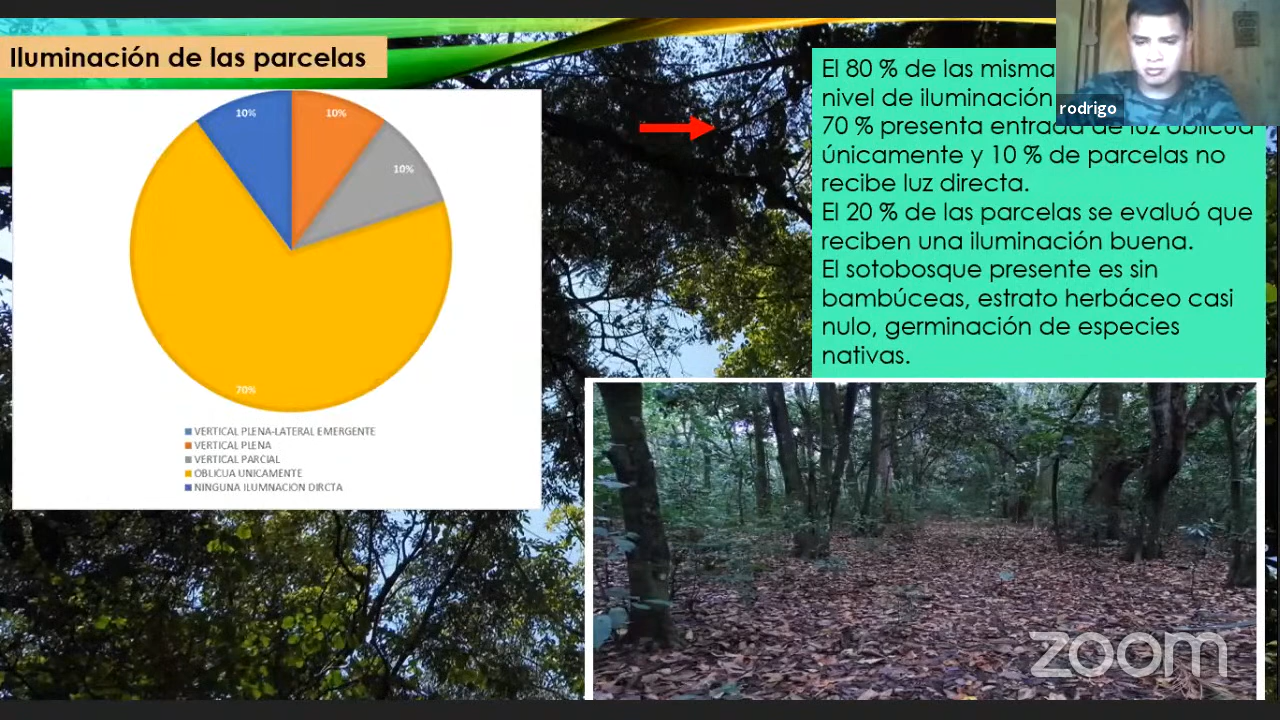 Iluminación de las parcelas
10%
10%
10%
70%
VERTICAL PLENA-LATERAL EMERGENTE
VERTICAL PLENA
VERTICAL PARCIAL
OBLICUA UNICAMENTE
NINGUNA ILUMNACION DIRCTA
El 80 % de las misma
nivel de iluminación
70 % presenta entrada de luz oblicua
únicamente y 10 % de parcelas no
recibe luz directa.
El 20 % de las parcelas se evaluó que
reciben una iluminación buena.
El sotobosque presente es sin
bambúceas, estrato herbáceo casi
nulo, germinación de especies
nativas.
rodrigo
zoom